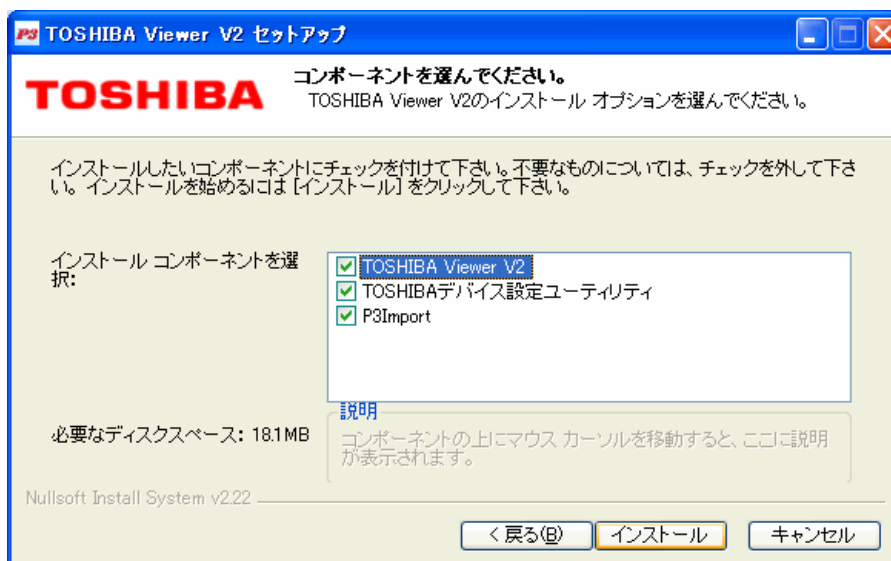 P3 TOSHIBA Viewer V2 セットアップ
TOSHIBA
コンポーネントを選んでください。
TOSHIBA Viewer V2のインストール オプションを選んでください。
インストールしたいコンポーネントにチェックを付けて下さい。不要なものについては、チェックを外して下さ
い。インストールを始めるには [インストール] をクリックして下さい。
インストール コンポーネントを選
択:
TOSHIBA Viewer V2
TOSHIBAデバイス設定ユーティリティ
P3Import
必要なディスクスペース: 18.1MB
説明
コンポーネントの上にマウス カーソルを移動すると、ここに説明
が表示されます。
Nullsoft Install System v2.22
< 戻る(B)
インストール
キャンセル